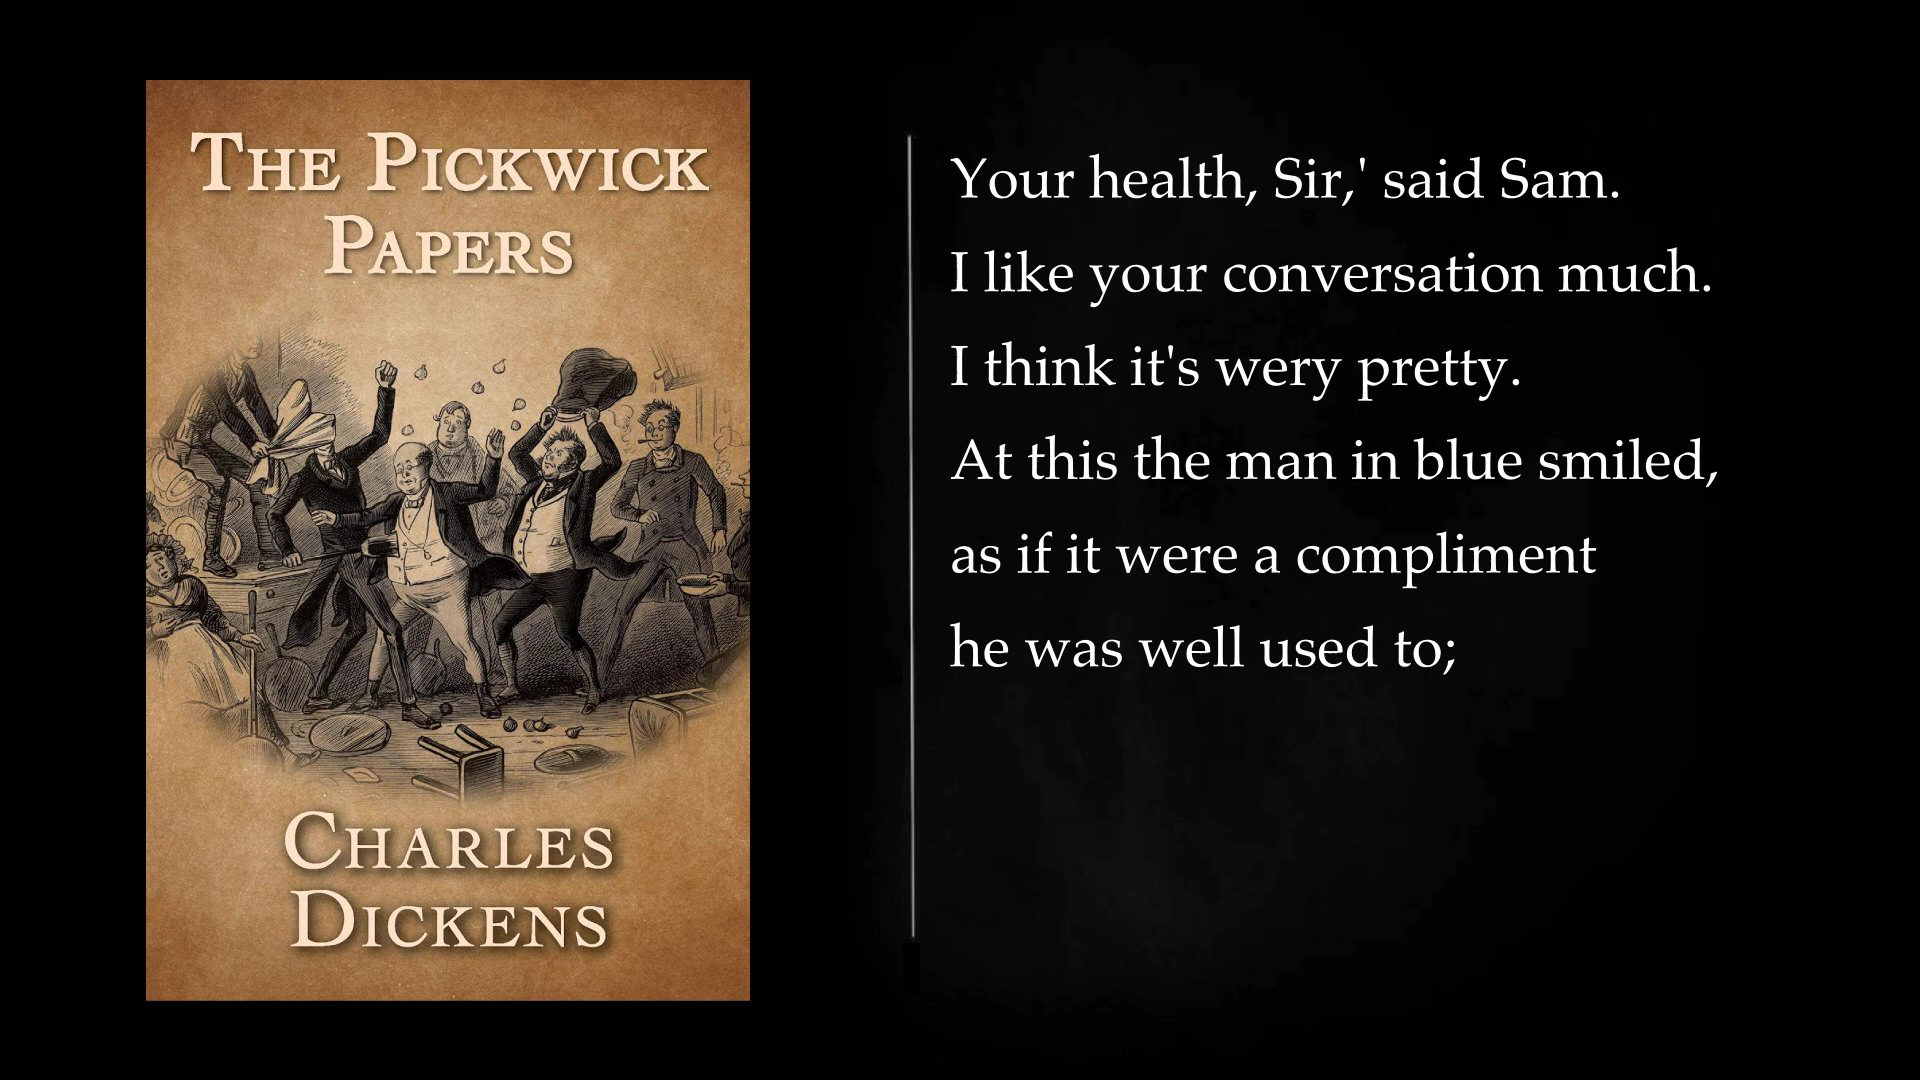 The Pickwick
Papers
Charles
Dickens
Your health, Sir,' said Sam.
I like your conversation much.
I think it's wery pretty.
At this the man in blue smiled,
as if it were a compliment
he was well used to;